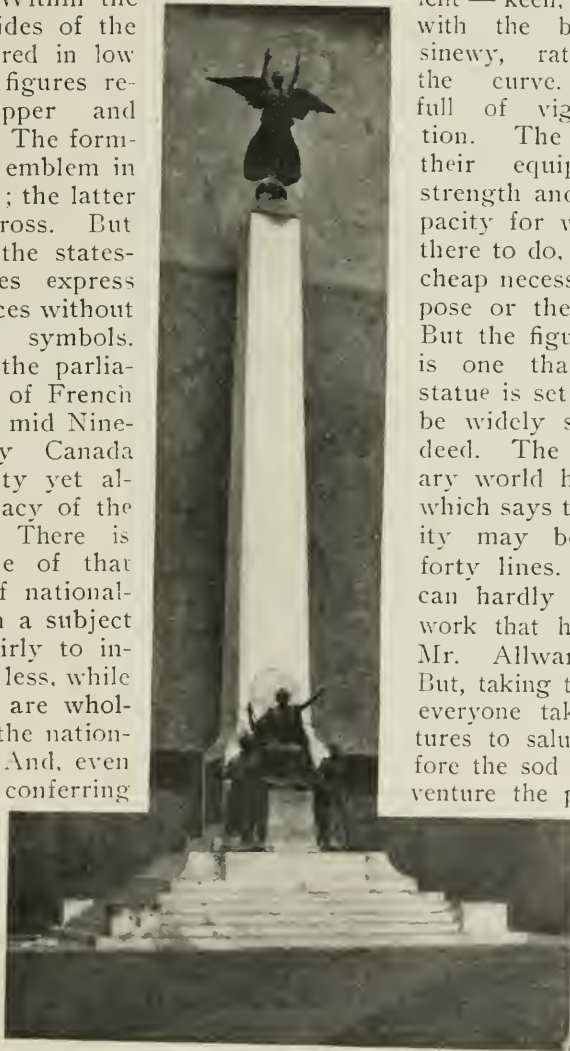 Within the
ides of the
red in low
figures re-
pper and
The form-
emblem in
; the latter
ross. But
the states-
es express
ces without
symbols.
the parlia-
of French
mid Nine-
y Canada
ty yet al-
acy of the
There is
e of that
f national-
n a subject
irly to in-
less, while
are whol-
the nation-
And, even
conferring
— keen,
with the b
sinewy, rat
the curve.
full of vig
tion. The
their equip
strength and
pacity for v
there to do,
cheap necess
pose or the
But the figu
is one tha
statue is set
be widely s
deed. The
ary world h
which says t
ity may b
forty lines.
can hardly
work that h
Mr. Allwar
But, taking t
everyone tak
tures to salu
fore the sod
venture the p